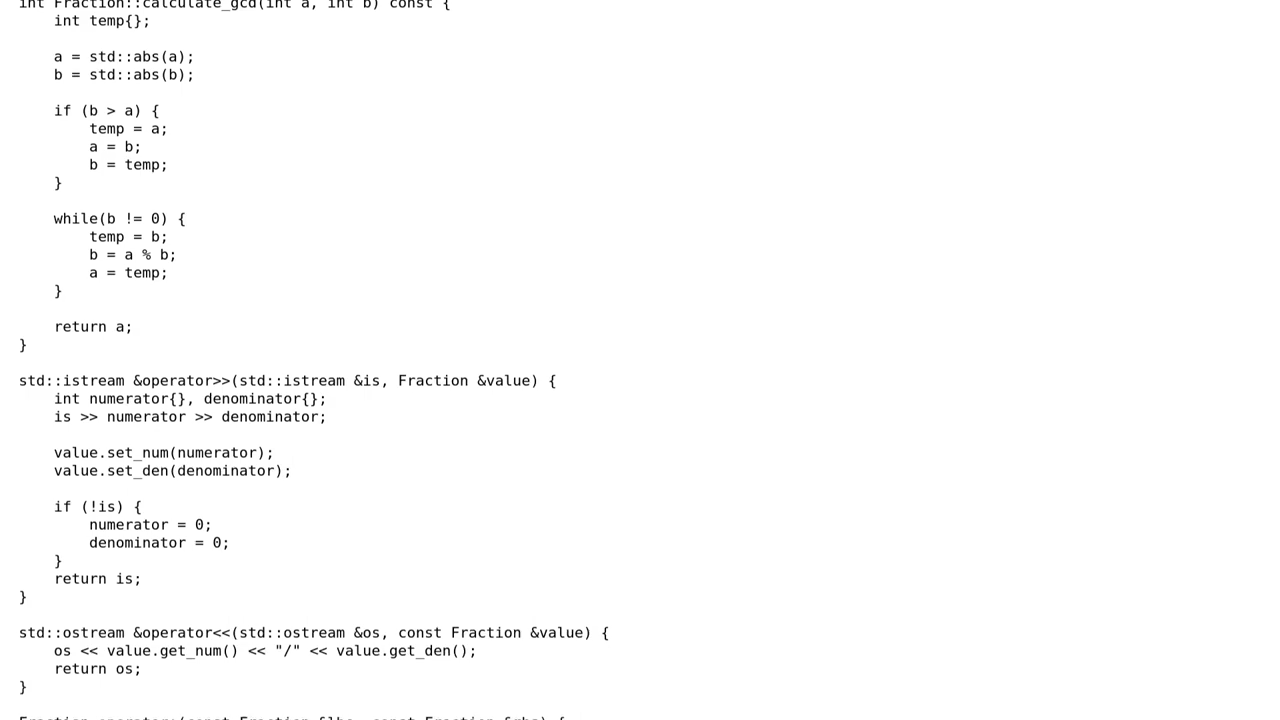 int Fraction::calculate_gcd(int a, int b) const {
    int temp{};

    a = std::abs(a);
    b = std::abs(b);

    if (b > a) {
        temp = a;
        a = b;
        b = temp;
    }

    while(b != 0) {
        temp = b;
        b = a % b;
        a = temp;
    }

    return a;
}

std::istream &operator>>(std::istream &is, Fraction &value) {
    int numerator{}, denominator{};
    is >> numerator >> denominator;

    value.set_num(numerator);
    value.set_den(denominator);

    if (!is) {
        numerator = 0;
        denominator = 0;
    }
    return is;
}

std::ostream &operator<<(std::ostream &os, const Fraction &value) {
    os << value.get_num() << "/" << value.get_den();
    return os;
}